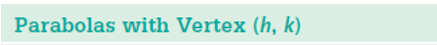 Parabolas with Vertex (h, k)